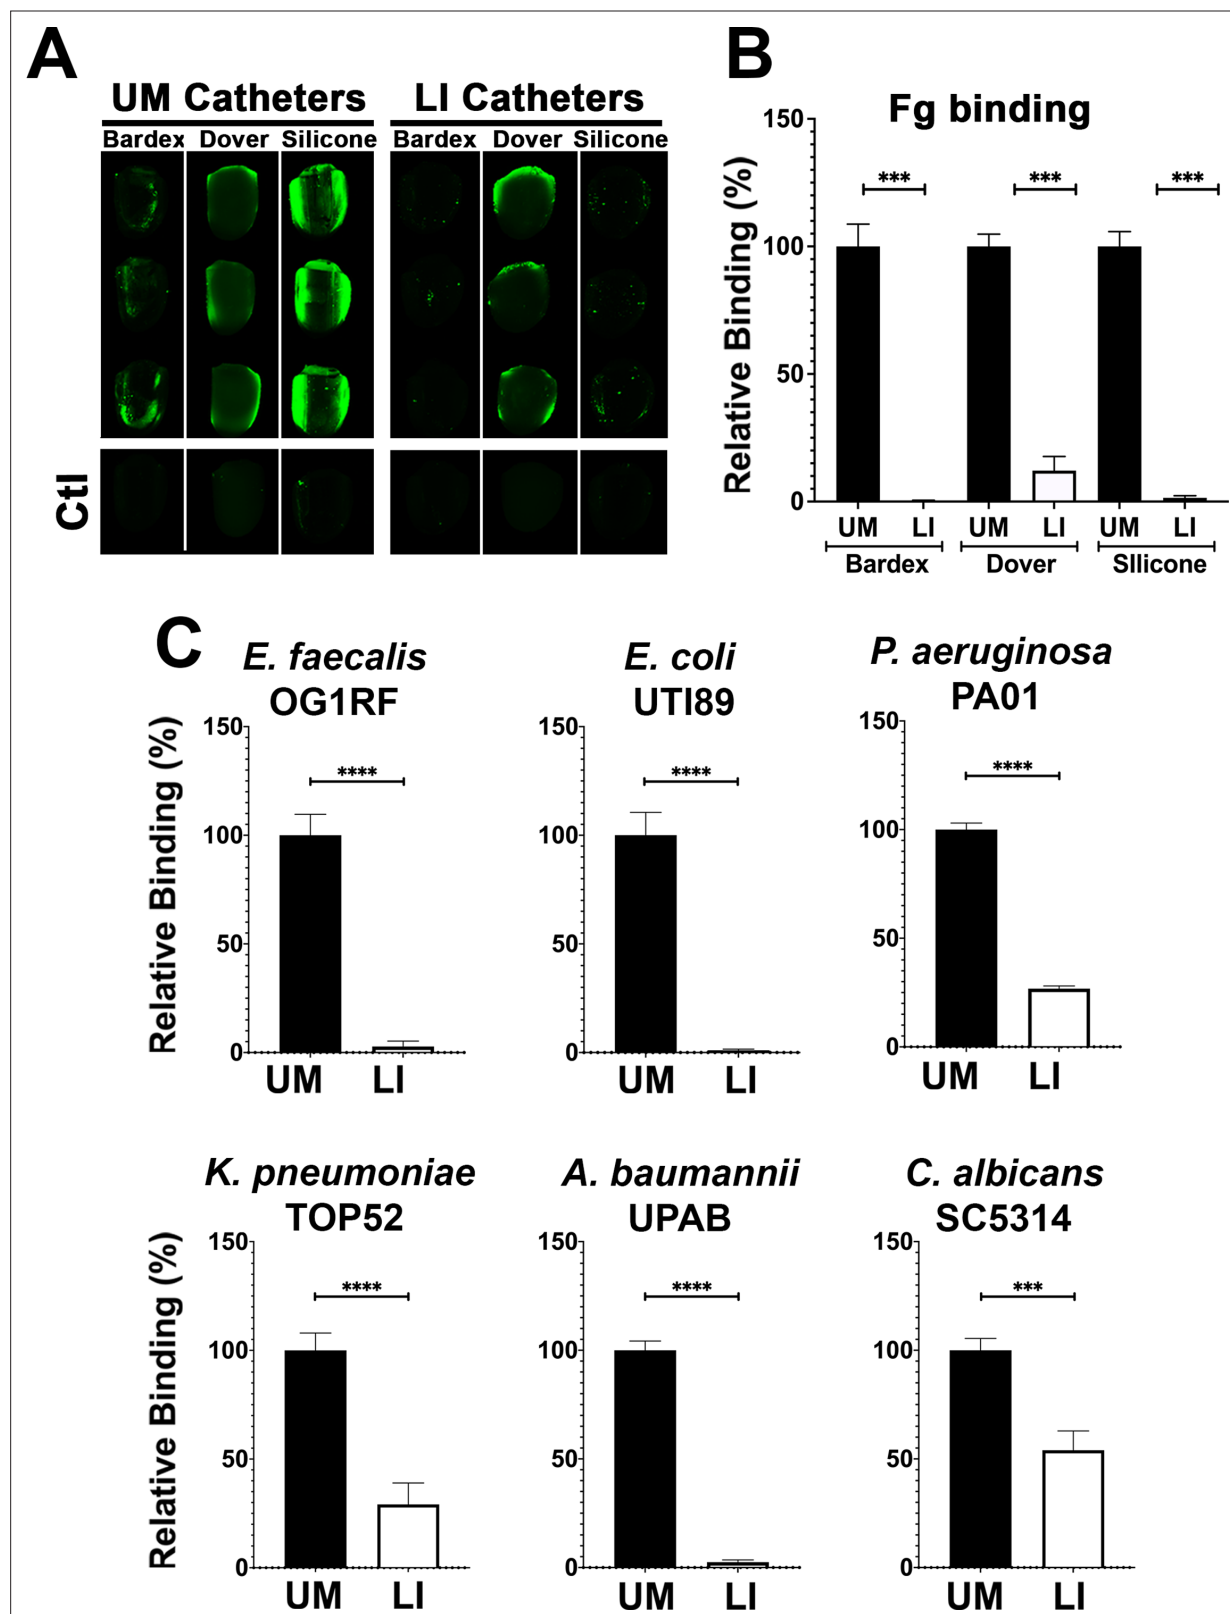 A
UM Catheters
LI Catheters
Bardex Dover Silicone
Bardex Dover Silicone
Ctl
B
Fg binding
Relative Binding (%)
150
100
50
0
***
***
***
UM LI UM LI UM LI
Bardex Dover SIlicone
C
E. faecalis
OG1RF
Relative Binding (%)
150
100
50
0
****
UM LI
E. coli
UTI89
150
100
50
0
****
UM LI
P. aeruginosa
PA01
150
100
50
0
****
UM LI
K. pneumoniae
TOP52
Relative Binding (%)
150
100
50
0
****
UM LI
A. baumannii
UPAB
150
100
50
0
****
UM LI
C. albicans
SC5314
150
100
50
0
***
UM LI